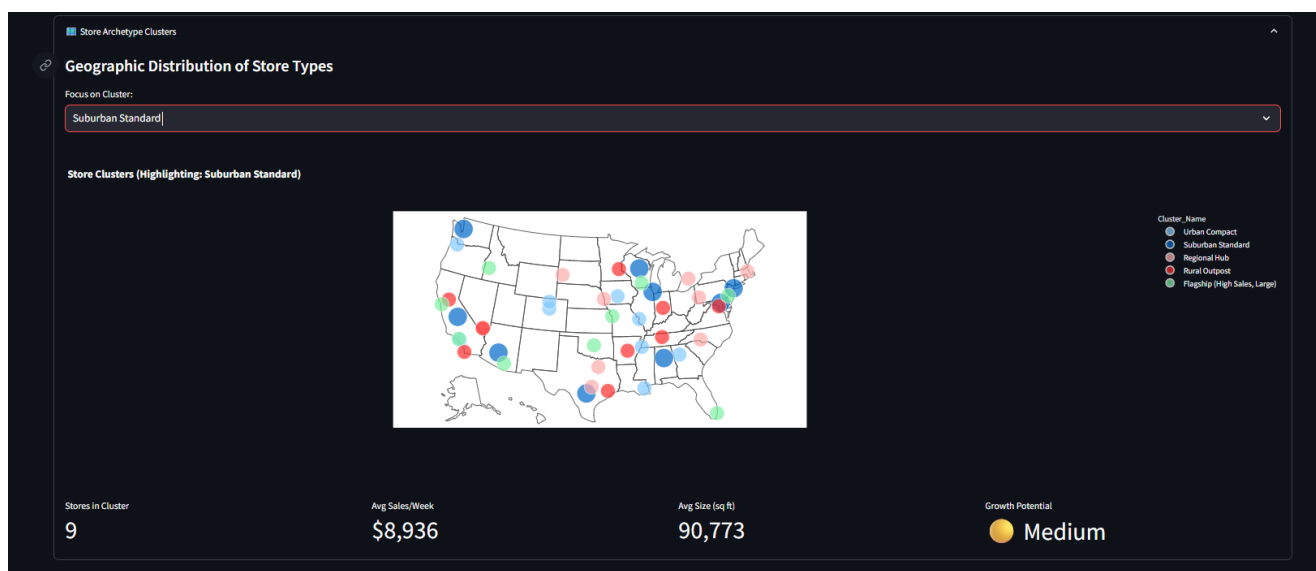 Store Archetype Clusters
Geographic Distribution of Store Types
Focus on Cluster:
Suburban Standard
Store Clusters (Highlighting: Suburban Standard)
Cluster_Name
Urban Compact
Suburban Standard
Regional Hub
Rural Outpost
Flagship (High Sales, Large)
Stores in Cluster
9
Avg Sales/Week
$8,936
Avg Size (sq ft)
90,773
Growth Potential
Medium